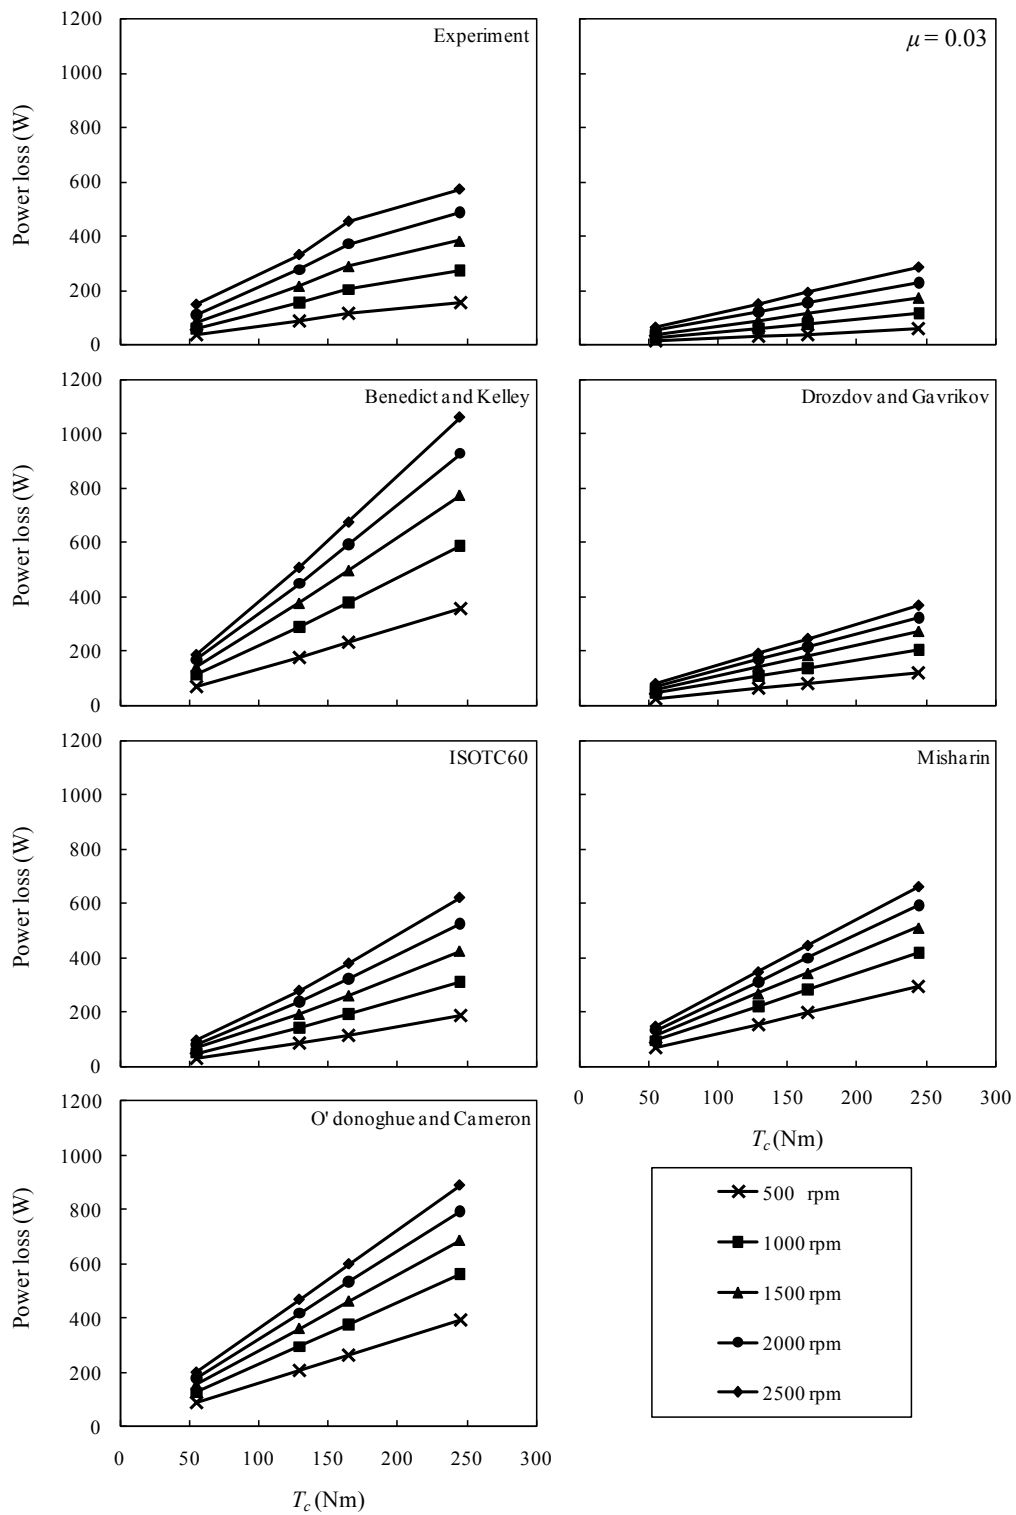 1200
1000
800
600
400
200
0
Power loss (W)
Experiment
μ = 0.03
1200
1000
800
600
400
200
0
Power loss (W)
Benedict and Kelley
Drozdov and Gavrikov
1200
1000
800
600
400
200
0
Power loss (W)
ISOTC60
Misharin
0 50 100 150 200 250 300
Tc (Nm)
1200
1000
800
600
400
200
0
Power loss (W)
O' donoghue and Cameron
0 50 100 150 200 250 300
Tc (Nm)
500 rpm
1000 rpm
1500 rpm
2000 rpm
2500 rpm